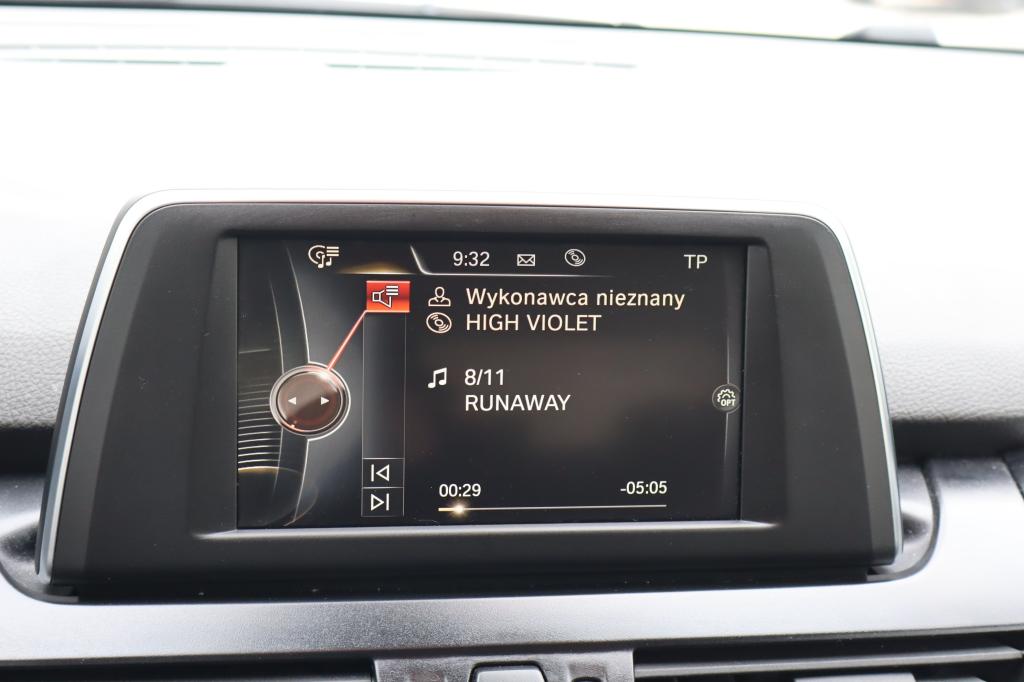 9:32
TP
Wykonawca nieznany
HIGH VIOLET
8/11
RUNAWAY
OPT
00:29 -05:05